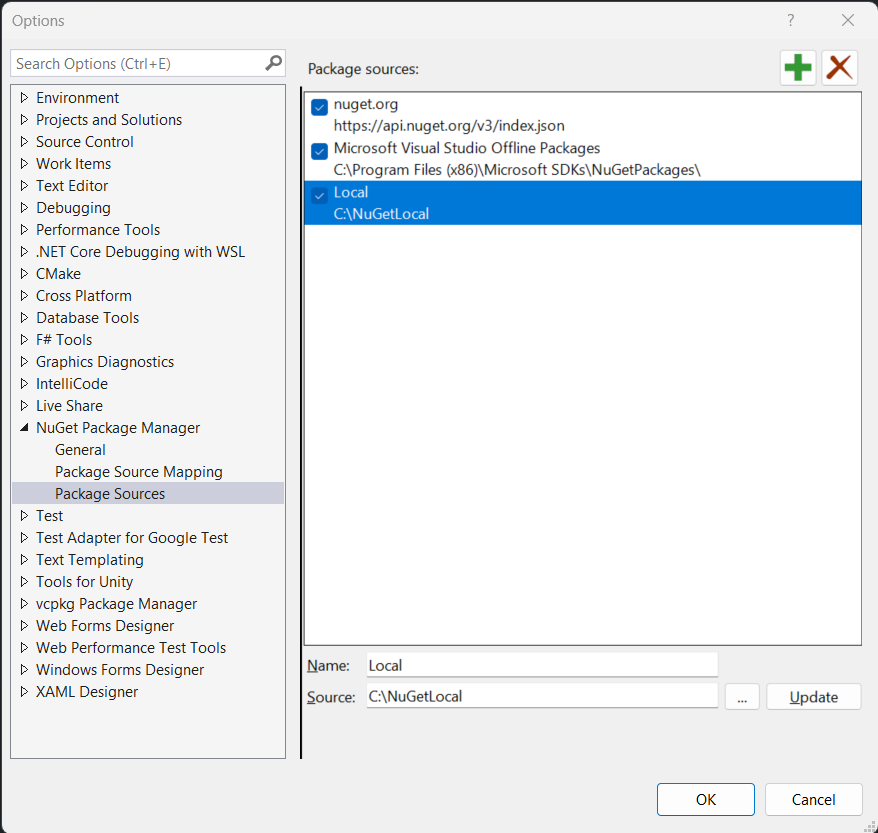 Options
?
Search Options (Ctrl+E)
Environment
Projects and Solutions
Source Control
Work Items
Text Editor
Debugging
Performance Tools
.NET Core Debugging with WSL
CMake
Cross Platform
Database Tools
F# Tools
Graphics Diagnostics
IntelliCode
Live Share
NuGet Package Manager
General
Package Source Mapping
Package Sources
Test
Test Adapter for Google Test
Text Templating
Tools for Unity
vcpkg Package Manager
Web Forms Designer
Web Performance Test Tools
Windows Forms Designer
XAML Designer
Package sources:
nuget.org
https://api.nuget.org/v3/index.json
Microsoft Visual Studio Offline Packages
C:\Program Files (x86)\Microsoft SDKs\NuGetPackages\
Local
C:\NuGetLocal
Name: Local
Source: C:\NuGetLocal ... Update
OK Cancel